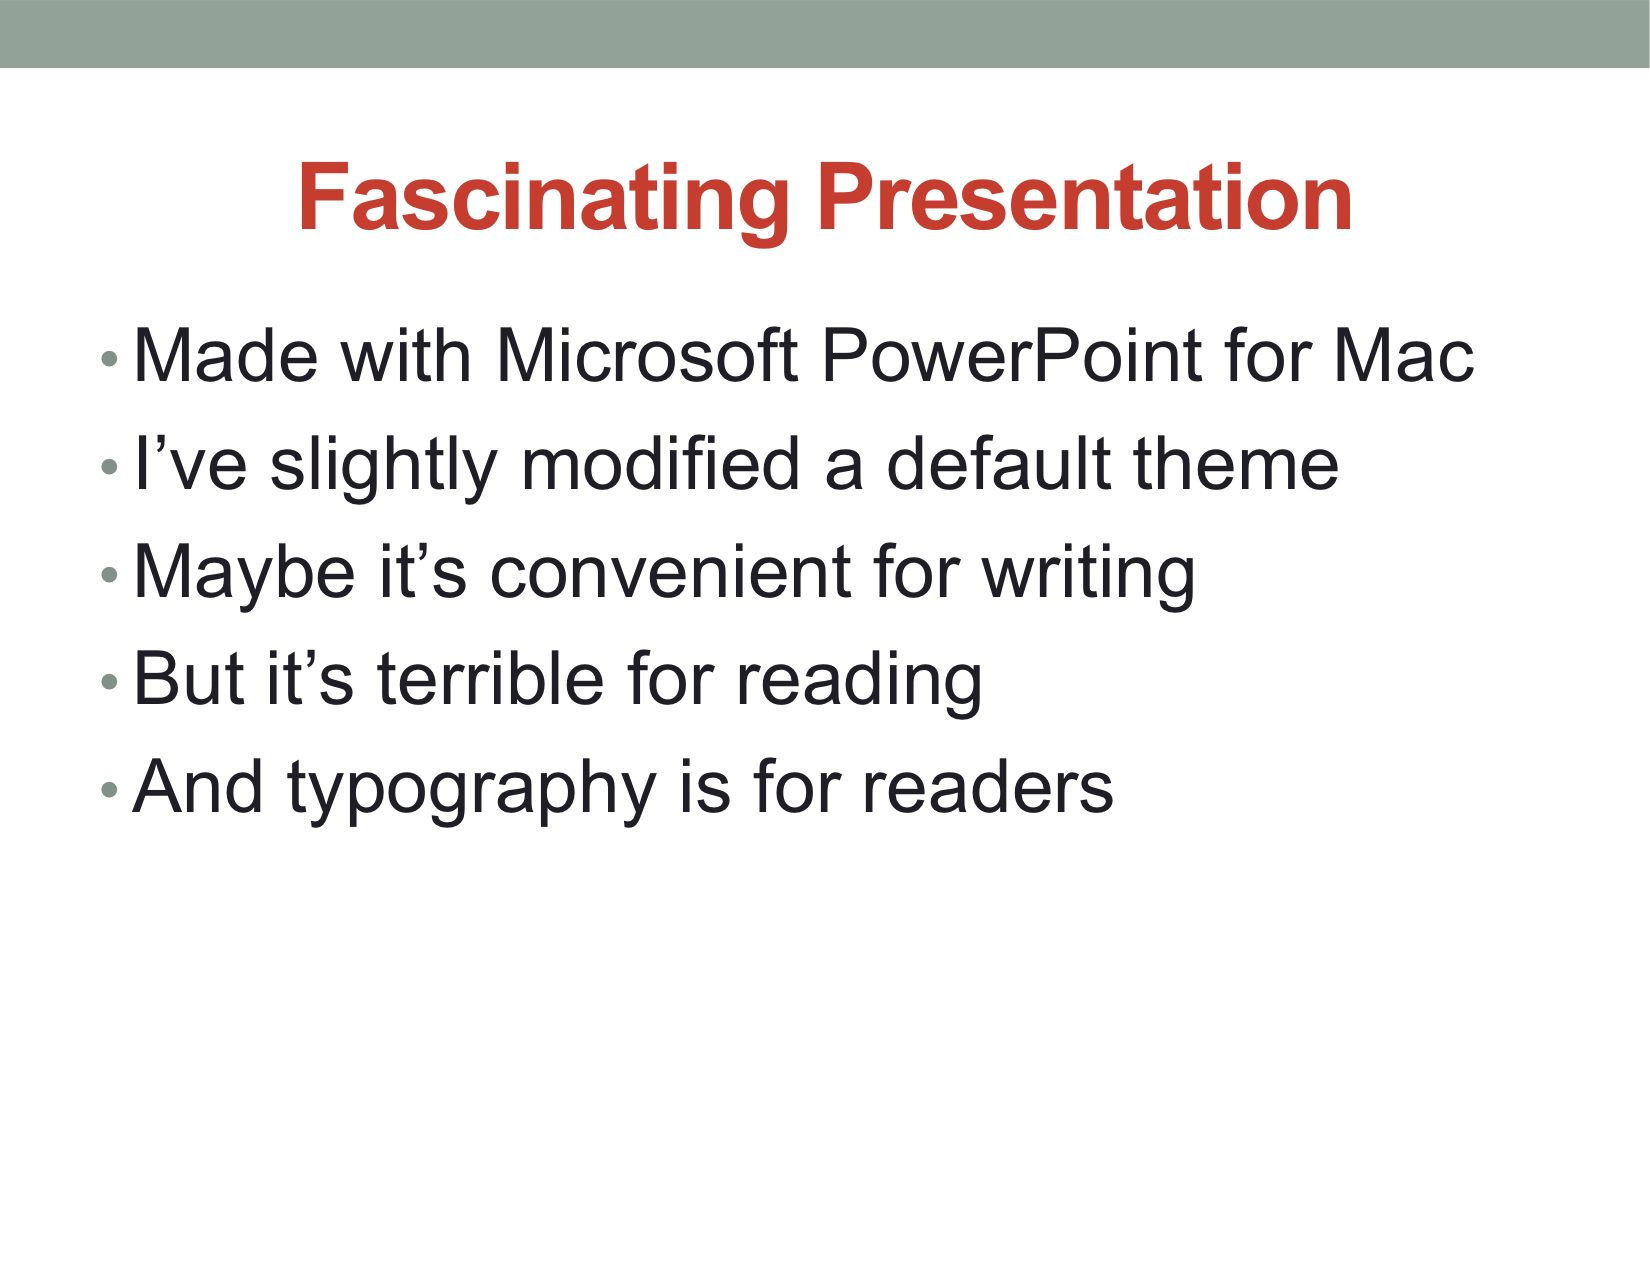 Fascinating Presentation
• Made with Microsoft PowerPoint for Mac
• I’ve slightly modified a default theme
• Maybe it’s convenient for writing
• But it’s terrible for reading
• And typography is for readers